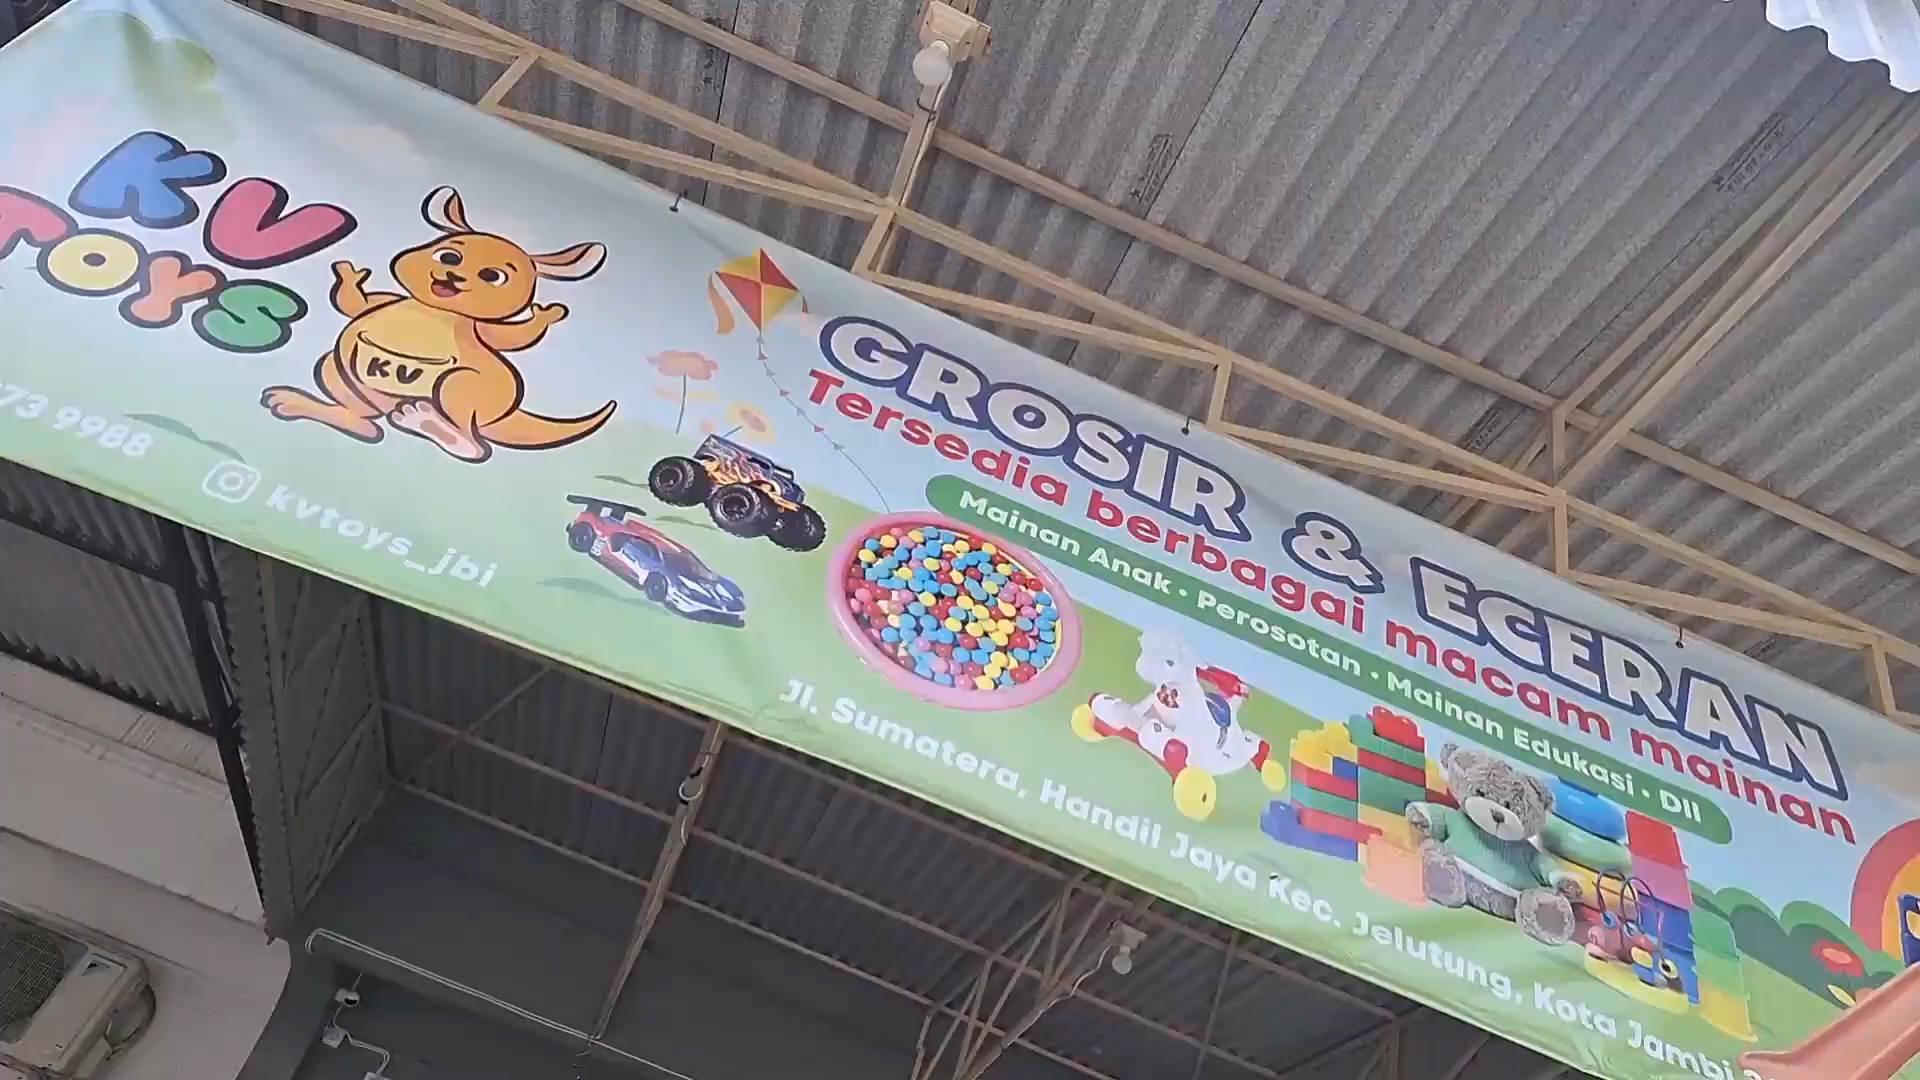 KV
TOYS
KV
73 9988
kvtoys_jbi
GROSIR & ECERAN
Tersedia berbagai macam mainan
Mainan Anak • Perosotan • Mainan Edukasi • Dll
Jl. Sumatera, Handil Jaya Kec. Jelutung, Kota Jambi